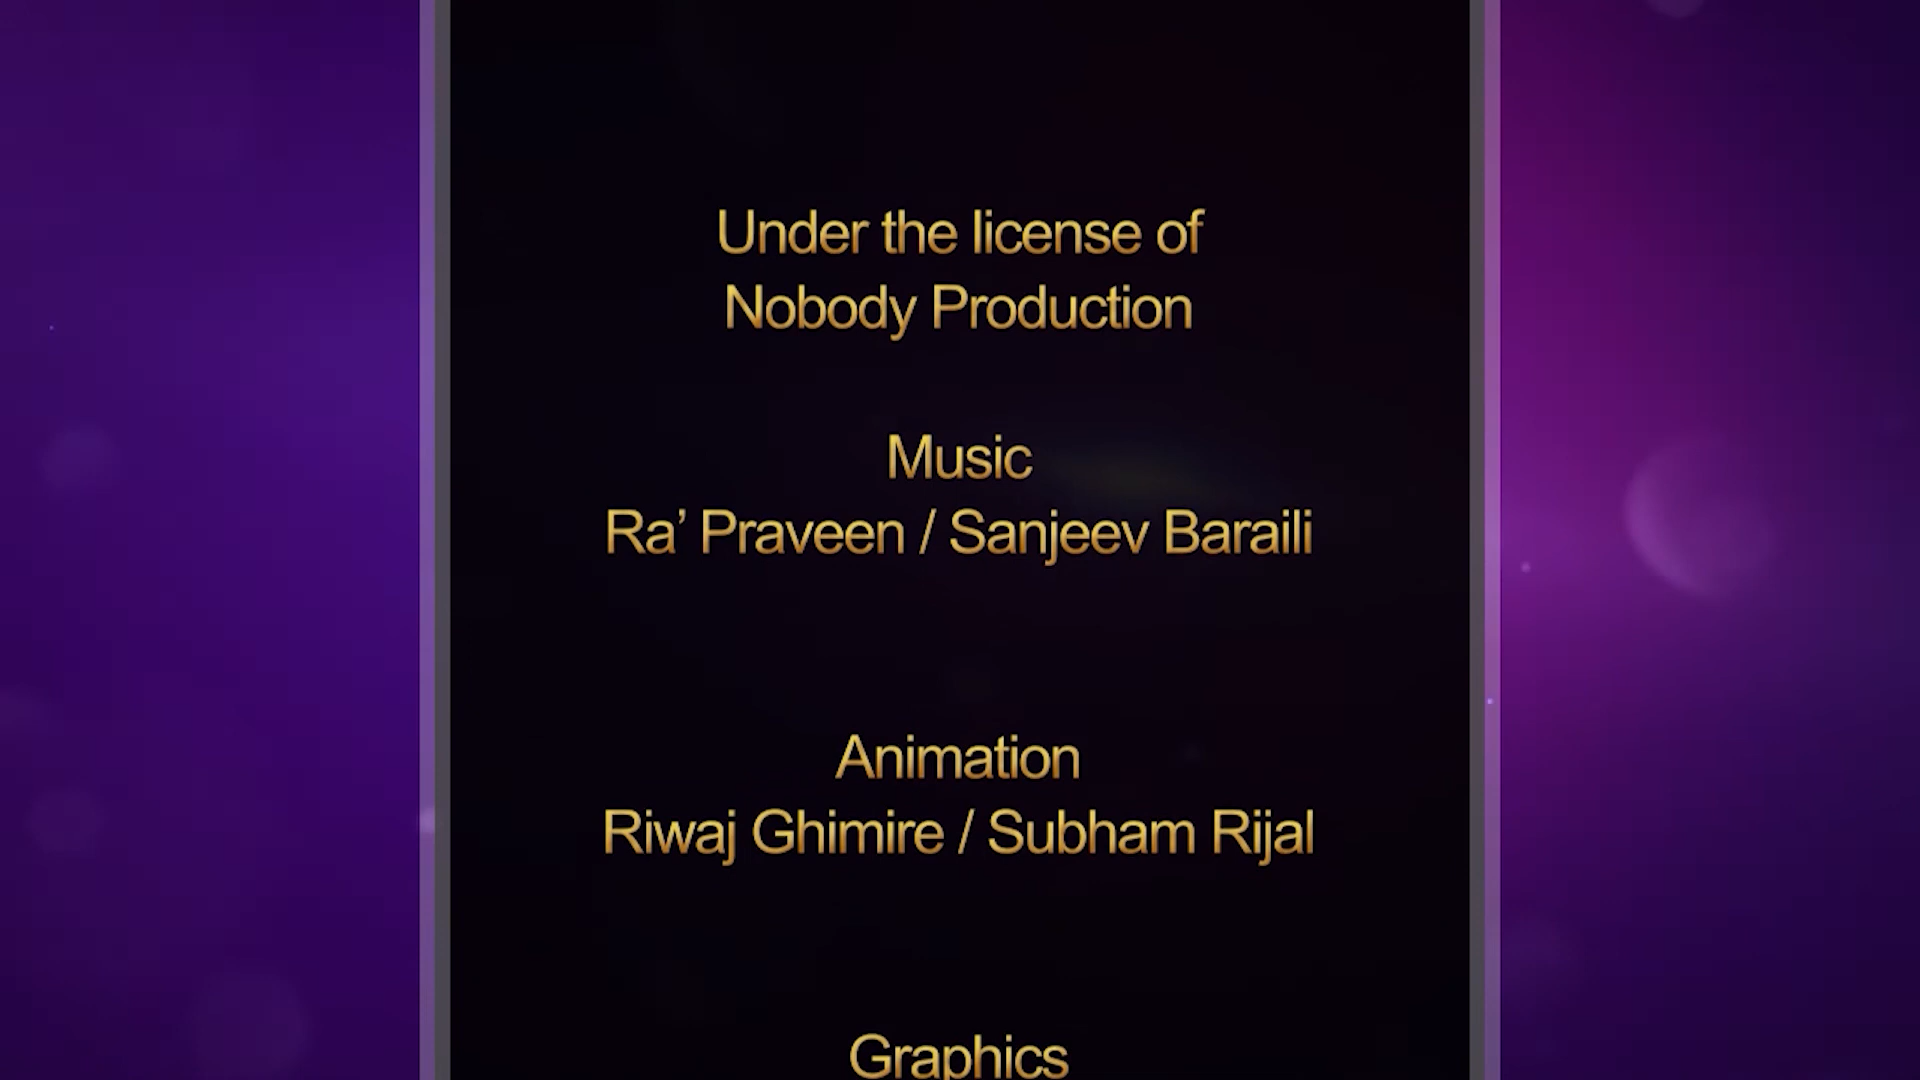 Under the license of
Nobody Production
Music
Ra’ Praveen / Sanjeev Baraili
Animation
Riwaj Ghimire / Subham Rijal
Graphics